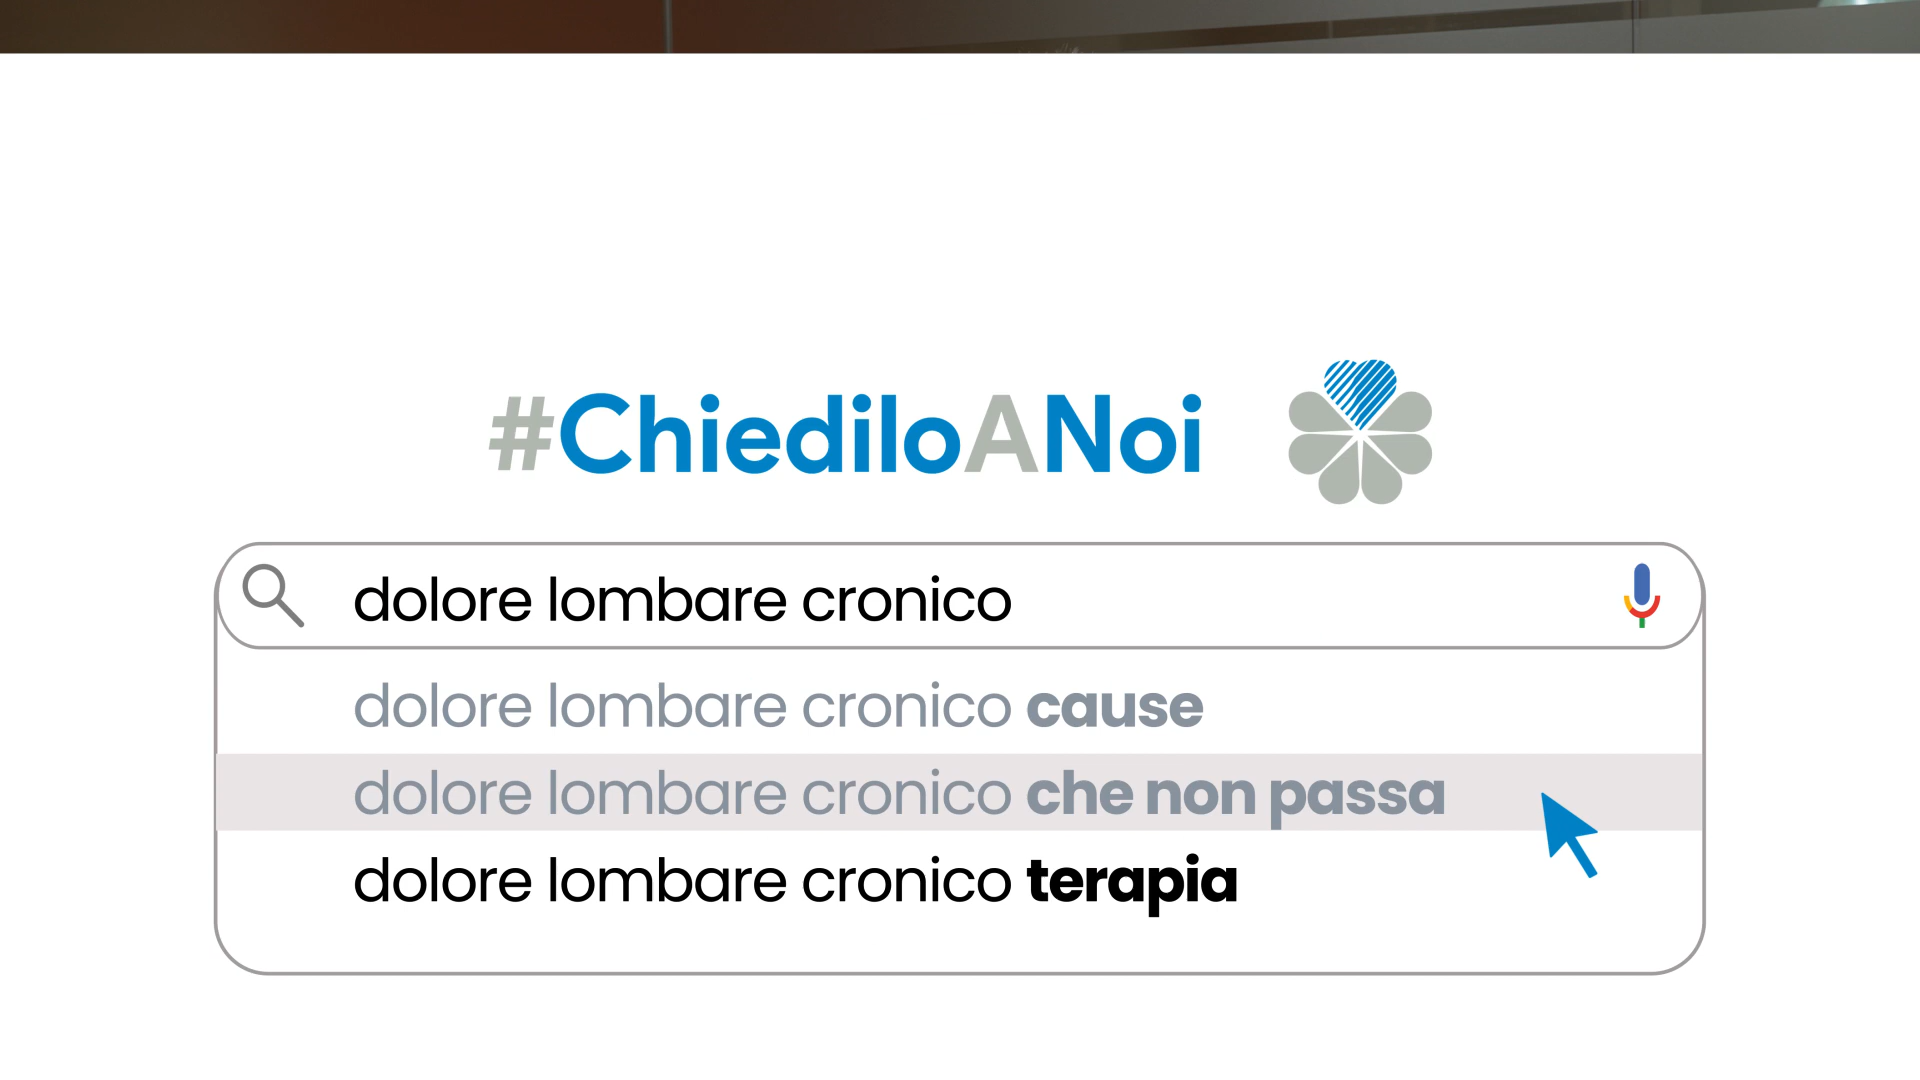 #ChiediloANoi
dolore lombare cronico
dolore lombare cronico cause
dolore lombare cronico che non passa
dolore lombare cronico terapia